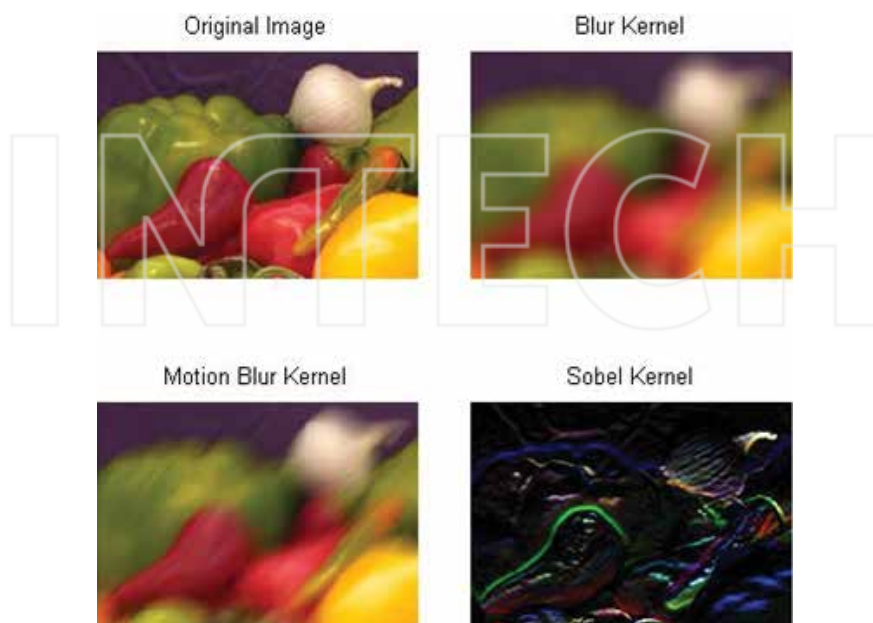 Original Image
Blur Kernel
INTECH
Motion Blur Kernel
Sobel Kernel